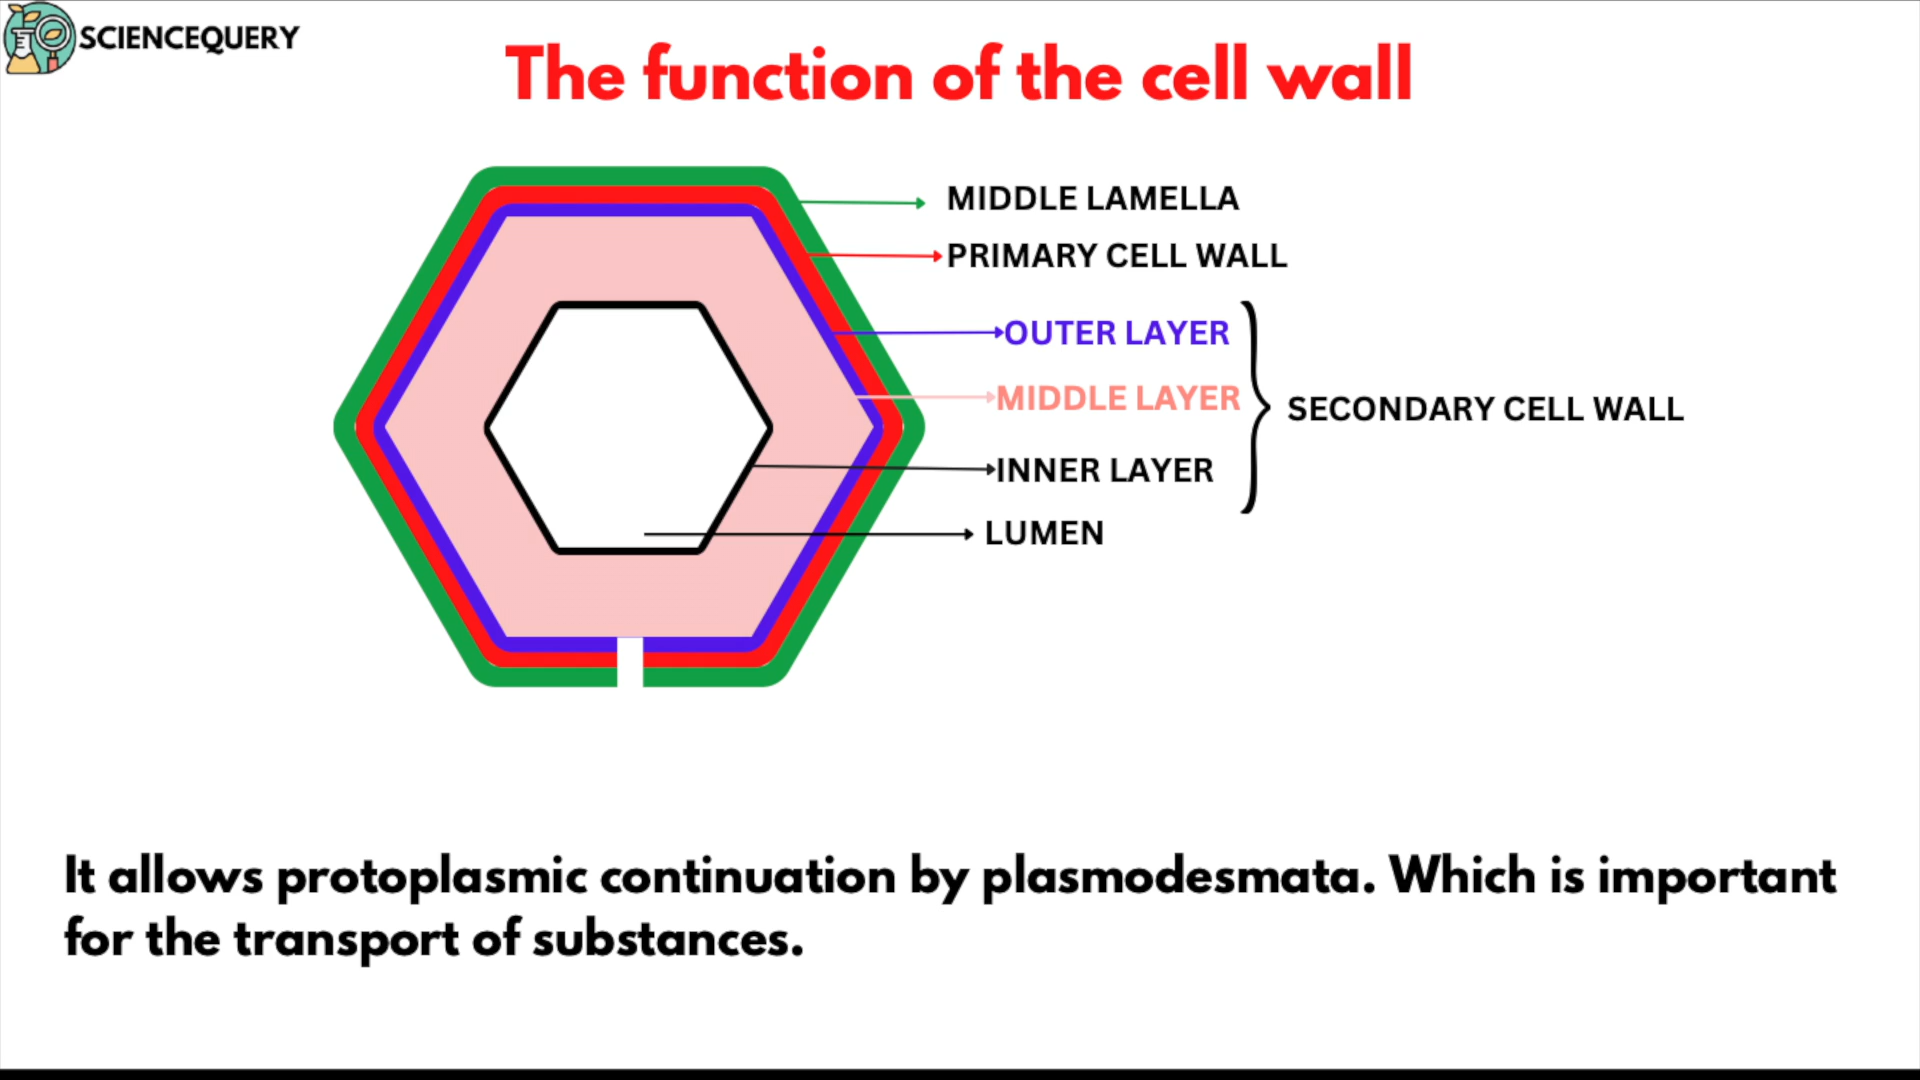 SCIENCEQUERY
The function of the cell wall
MIDDLE LAMELLA
PRIMARY CELL WALL
OUTER LAYER
MIDDLE LAYER
SECONDARY CELL WALL
INNER LAYER
LUMEN
It allows protoplasmic continuation by plasmodesmata. Which is important
for the transport of substances.